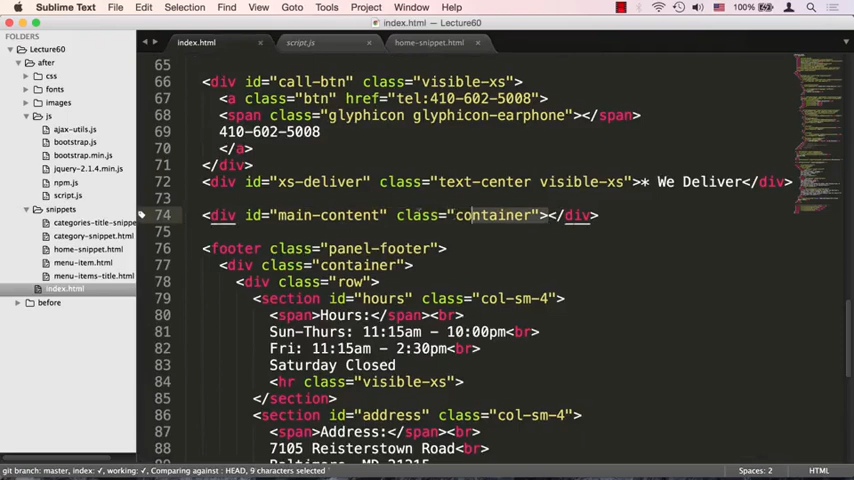 Sublime Text File Edit Selection Find View Goto Tools Project Window Help 100%
index.html — Lecture60
FOLDERS
Lecture60
after
css
fonts
images
js
ajax-utils.js
bootstrap.js
bootstrap.min.js
jquery-2.1.4.min.js
npm.js
script.js
snippets
categories-title-snippe
category-snippet.html
home-snippet.html
menu-item.html
menu-items-title.html
index.html
before
index.html script.js home-snippet.html
65
66 <div id="call-btn" class="visible-xs">
67 <a class="btn" href="tel:410-602-5008">
68 <span class="glyphicon glyphicon-earphone"></span>
69 410-602-5008
70 </a>
71 </div>
72 <div id="xs-deliver" class="text-center visible-xs">* We Deliver</div>
73
74 <div id="main-content" class="container"></div>
75
76 <footer class="panel-footer">
77 <div class="container">
78 <div class="row">
79 <section id="hours" class="col-sm-4">
80 <span>Hours:</span><br>
81 Sun-Thurs: 11:15am - 10:00pm<br>
82 Fri: 11:15am - 2:30pm<br>
83 Saturday Closed
84 <hr class="visible-xs">
85 </section>
86 <section id="address" class="col-sm-4">
87 <span>Address:</span><br>
88 7105 Reisterstown Road<br>
git branch: master, index: ✓, working: ✓, Comparing against : HEAD, 9 characters selected Spaces: 2 HTML